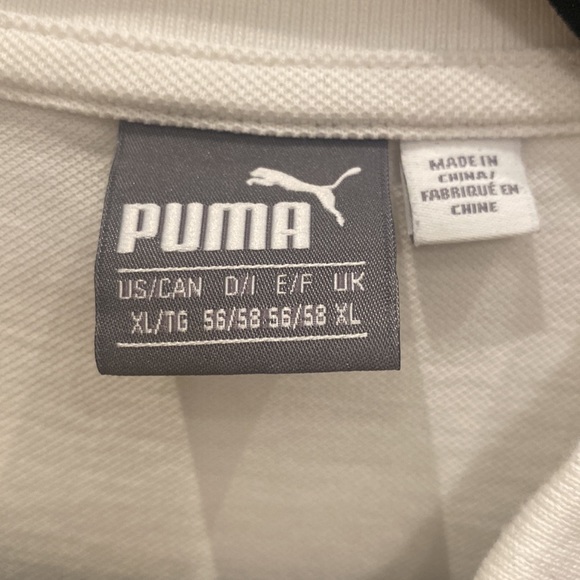 PUMA
US/CAN D/I E/F UK
XL/TG 56/58 56/58 XL
MADE IN
CHINA/
FABRIQUÉ EN
CHINE